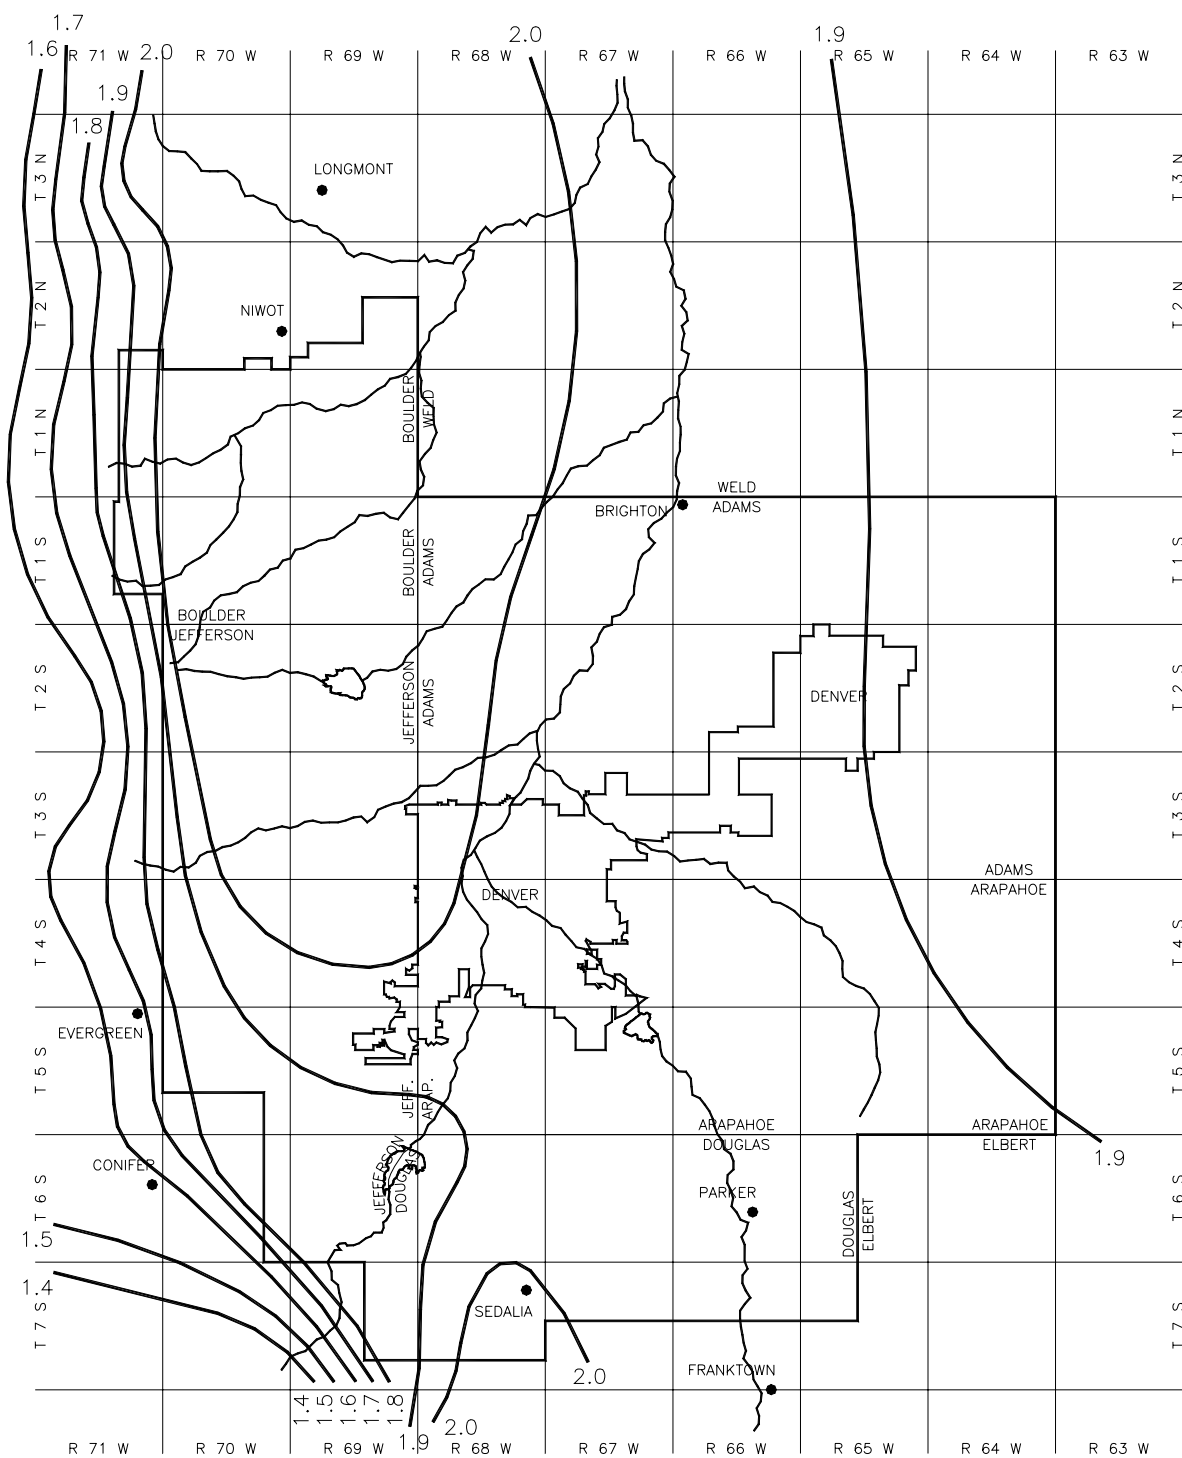 1.7
1.6
R 71 W
2.0
R 70 W
R 69 W
R 68 W
2.0
R 67 W
R 66 W
1.9
R 65 W
R 64 W
R 63 W
1.9
1.8
T 3 N
LONGMONT
T 3 N
T 2 N
NIWOT
T 2 N
T 1 N
BOULDER
WELD
T 1 N
WELD
ADAMS
BRIGHTON
T 1 S
BOULDER
ADAMS
T 1 S
BOULDER
JEFFERSON
T 2 S
JEFFERSON
ADAMS
DENVER
T 2 S
T 3 S
T 3 S
ADAMS
ARAPAHOE
DENVER
T 4 S
T 4 S
EVERGREEN
T 5 S
JEFF.
ARAP.
T 5 S
ARAPAHOE
DOUGLAS
ARAPAHOE
ELBERT
1.9
CONIFER
JEFFERSON
DOUGLAS
PARKER
T 6 S
DOUGLAS
ELBERT
T 6 S
1.5
1.4
SEDALIA
T 7 S
T 7 S
2.0
FRANKTOWN
1.4
1.5
1.6
1.7
1.8
1.9
2.0
R 71 W
R 70 W
R 69 W
R 68 W
R 67 W
R 66 W
R 65 W
R 64 W
R 63 W